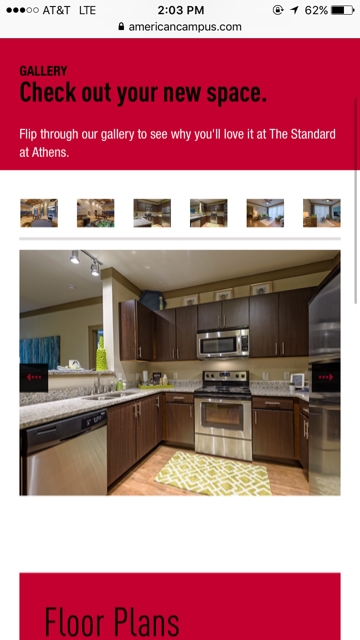 AT&T LTE 2:03 PM 62%
americancampus.com
GALLERY
Check out your new space.
Flip through our gallery to see why you'll love it at The Standard
at Athens.
Floor Plans